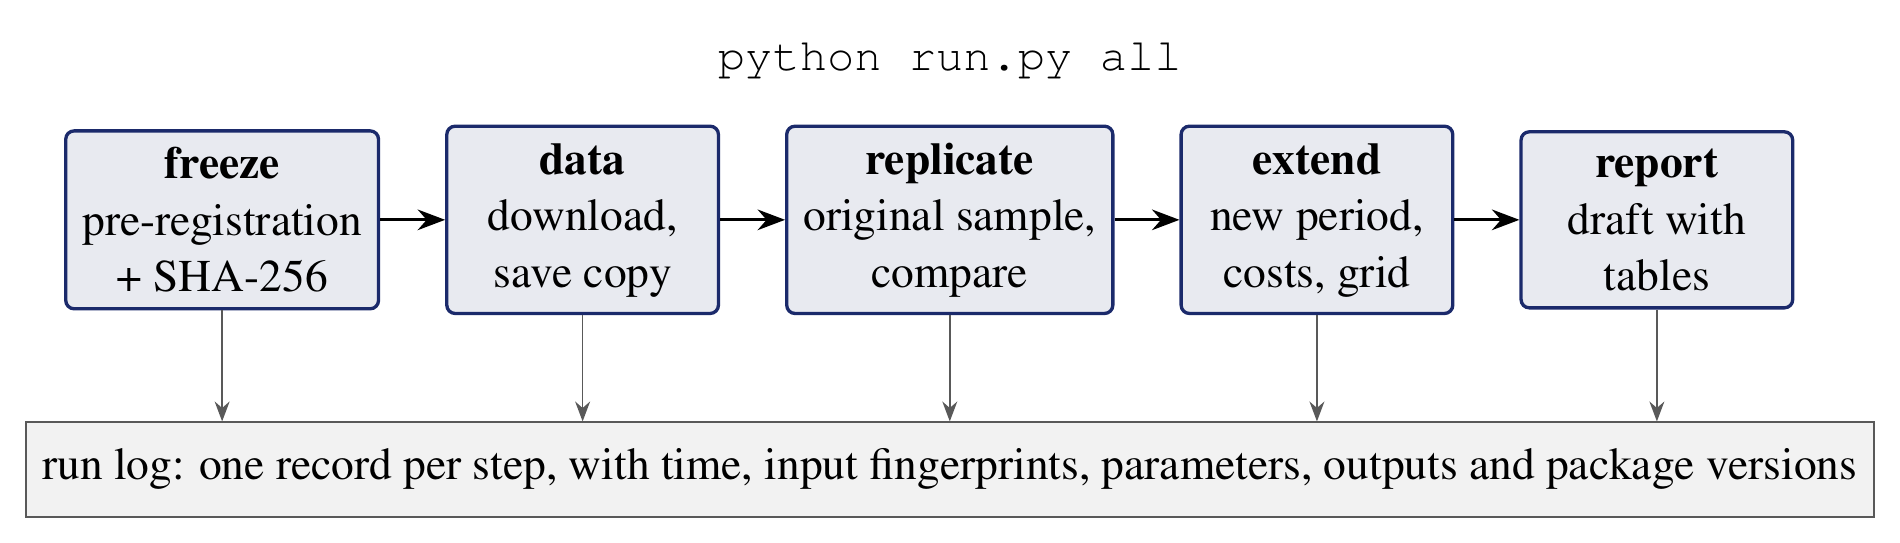 python run.py all
freeze
pre-registration
+ SHA-256
data
download,
save copy
replicate
original sample,
compare
extend
new period,
costs, grid
report
draft with
tables
run log: one record per step, with time, input fingerprints, parameters, outputs and package versions